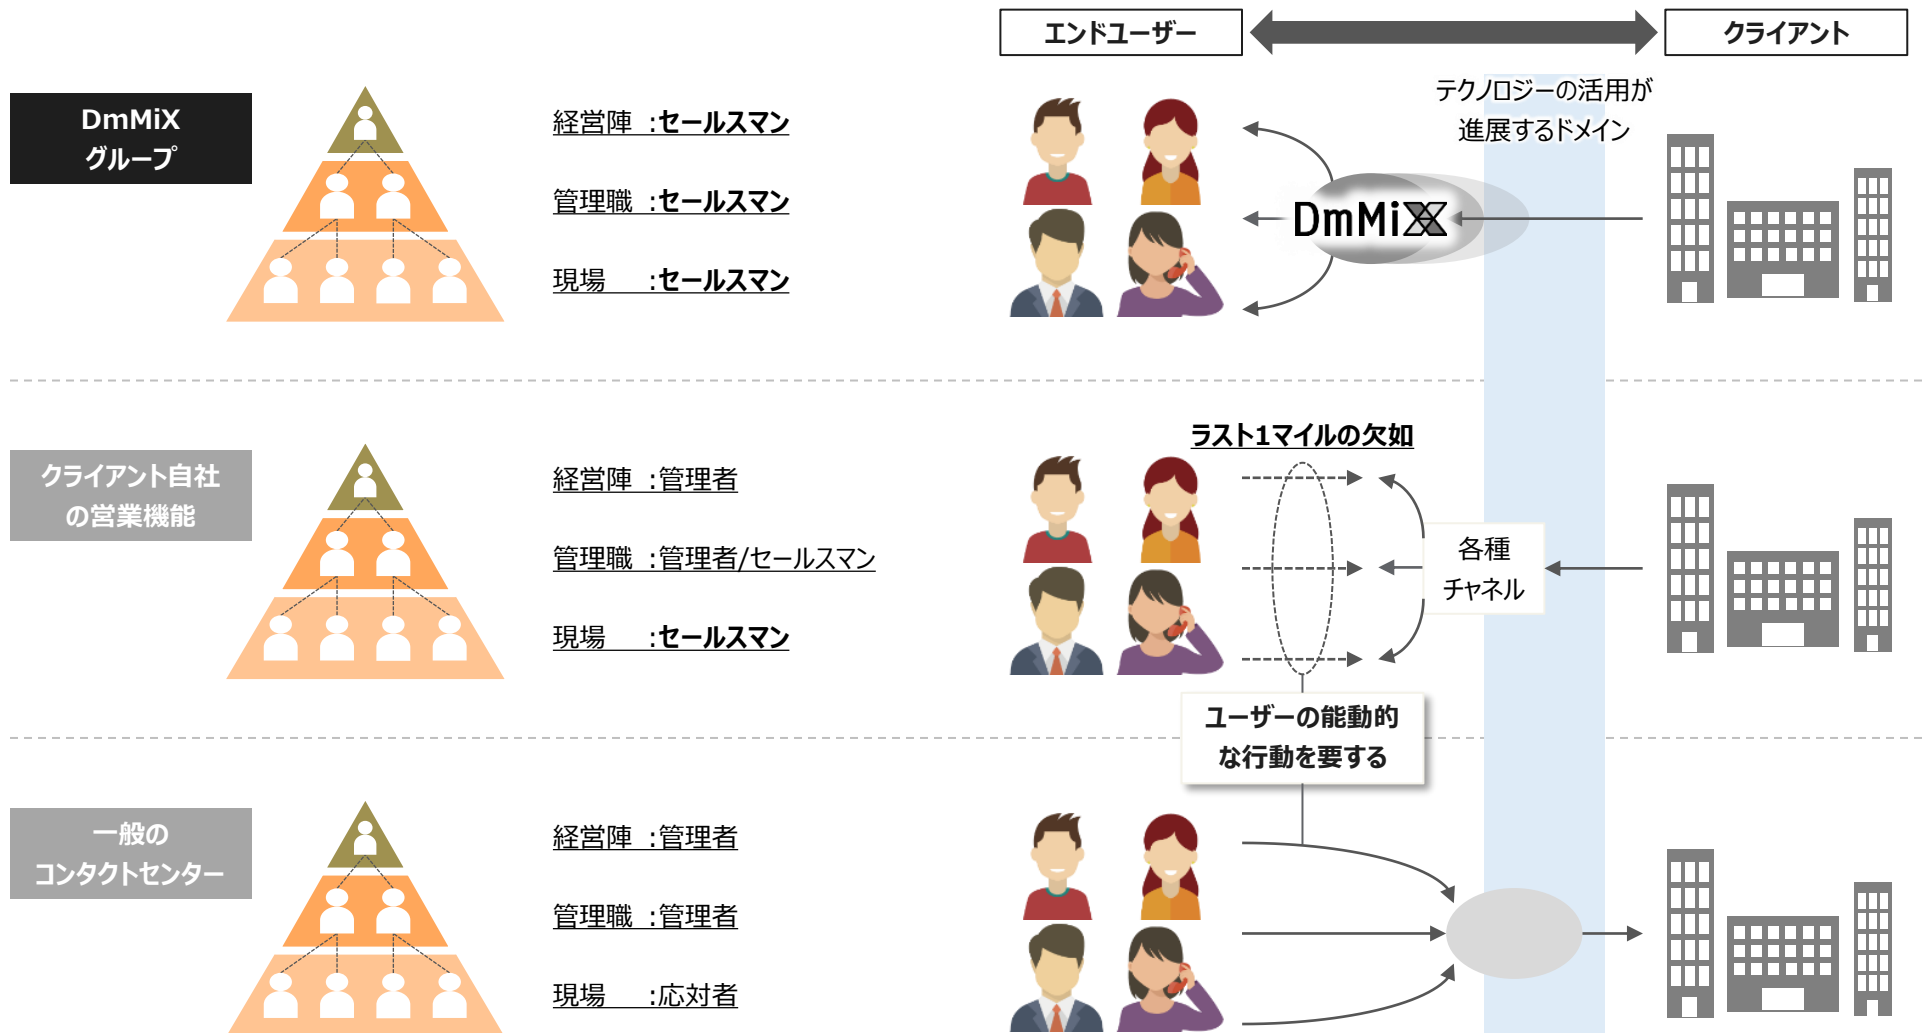 エンドユーザー
クライアント
テクノロジーの活用が
進展するドメイン
DmMiX
グループ
経営陣 :セールスマン
管理職 :セールスマン
現場 :セールスマン
DmMiX
クライアント自社
の営業機能
経営陣 :管理者
管理職 :管理者/セールスマン
現場 :セールスマン
ラスト1マイルの欠如
各種
チャネル
ユーザーの能動的
な行動を要する
一般の
コンタクトセンター
経営陣 :管理者
管理職 :管理者
現場 :応対者